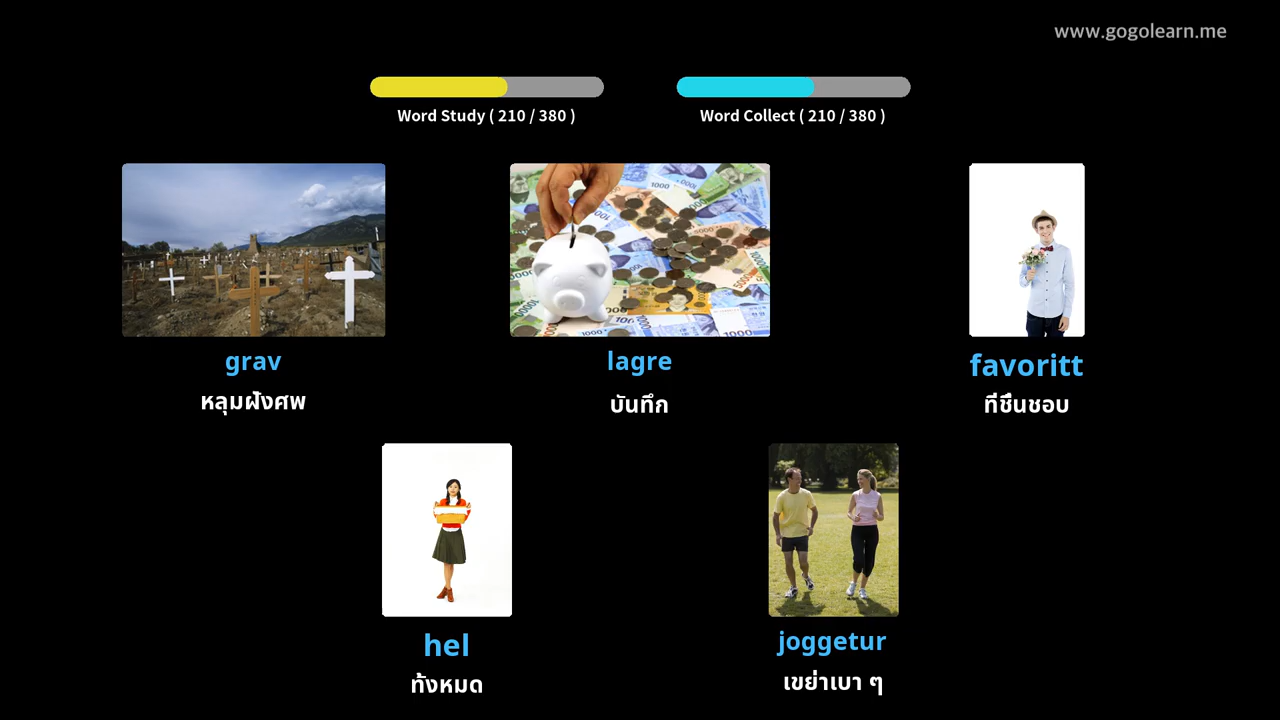 www.gogolearn.me
Word Study ( 210 / 380 )
Word Collect ( 210 / 380 )
grav
หลุมฝังศพ
lagre
บันทึก
favoritt
ที่ชื่นชอบ
hel
ทั้งหมด
joggetur
เขย่าเบา ๆ